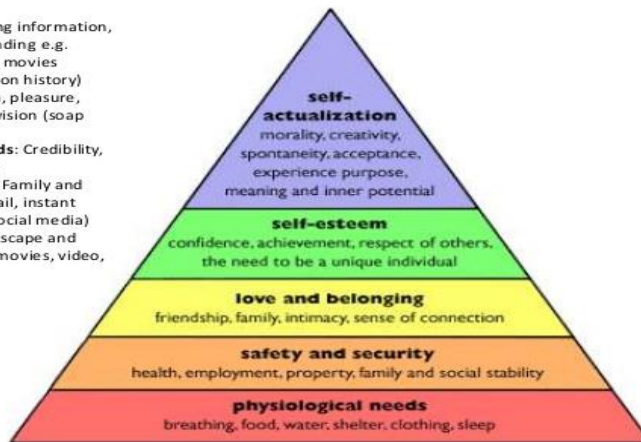 ng information,
nding e.g.
movies
on history)
, pleasure,
vision (soap
ds: Credibility,
Family and
ail, instant
ocial media)
scape and
movies, video,
self-
actualization
morality, creativity,
spontaneity, acceptance,
experience purpose,
meaning and inner potential
self-esteem
confidence, achievement, respect of others,
the need to be a unique individual
love and belonging
friendship, family, intimacy, sense of connection
safety and security
health, employment, property, family and social stability
physiological needs
breathing, food, water, shelter, clothing, sleep